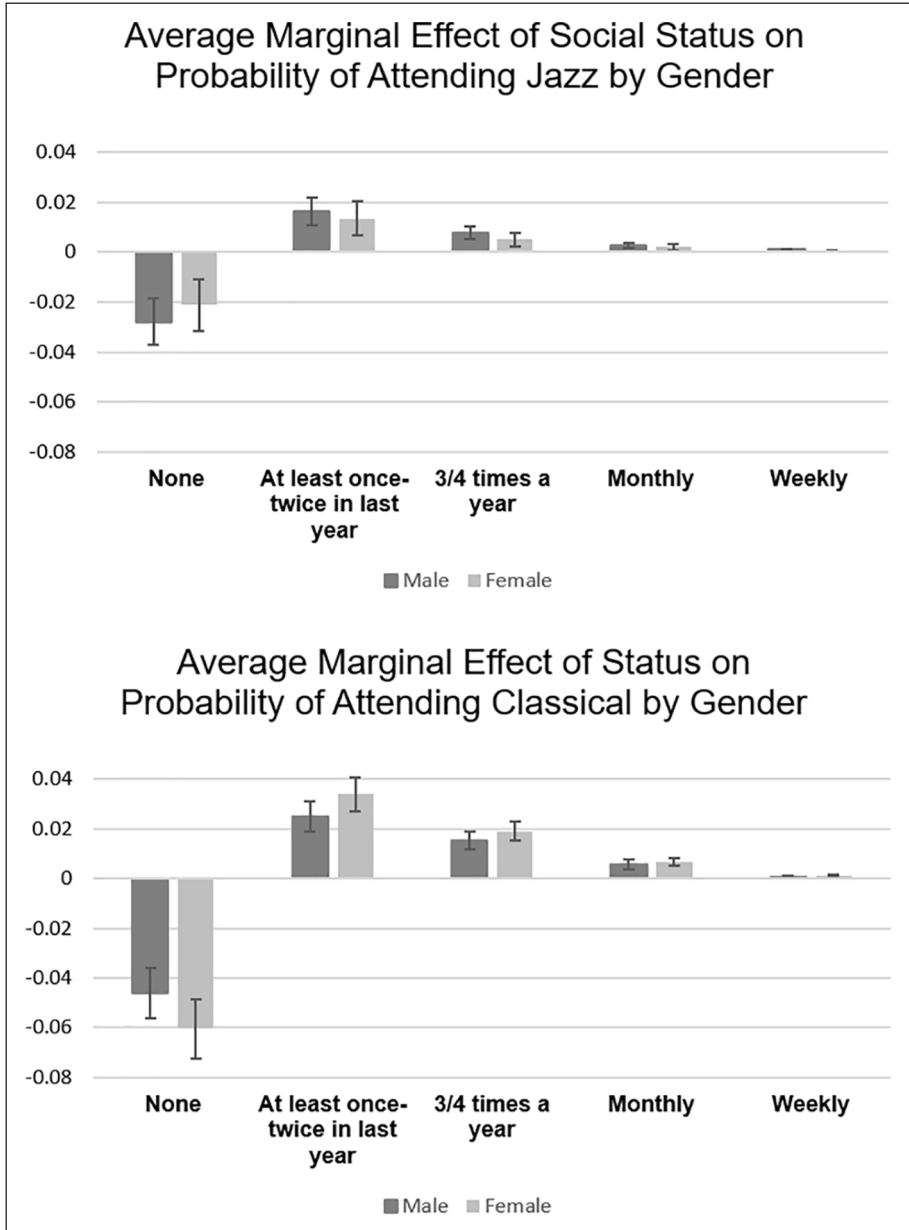 Average Marginal Effect of Social Status on
Probability of Attending Jazz by Gender
0.04
0.02
0
-0.02
-0.04
-0.06
-0.08
None
At least once-
twice in last
year
3/4 times a
year
Monthly
Weekly
Male
Female
Average Marginal Effect of Status on
Probability of Attending Classical by Gender
0.04
0.02
0
-0.02
-0.04
-0.06
-0.08
None
At least once-
twice in last
year
3/4 times a
year
Monthly
Weekly
Male
Female